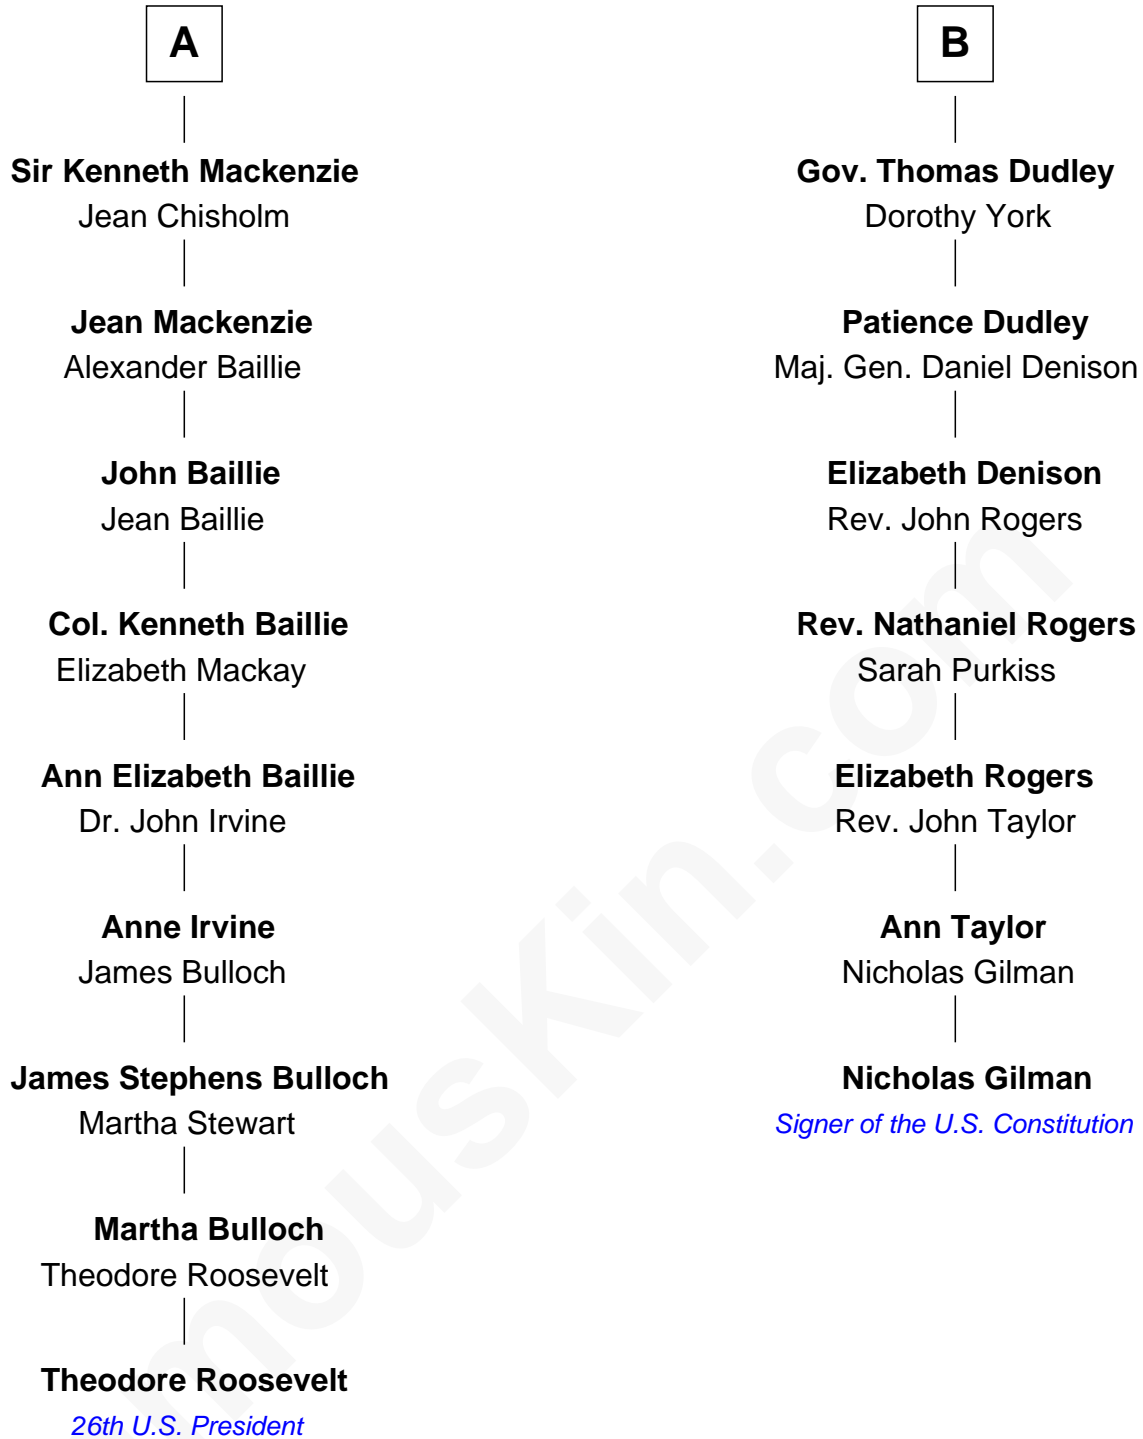 A
Sir Kenneth Mackenzie
Jean Chisholm
Jean Mackenzie
Alexander Baillie
John Baillie
Jean Baillie
Col. Kenneth Baillie
Elizabeth Mackay
Ann Elizabeth Baillie
Dr. John Irvine
Anne Irvine
James Bulloch
James Stephens Bulloch
Martha Stewart
Martha Bulloch
Theodore Roosevelt
Theodore Roosevelt
26th U.S. President
B
Gov. Thomas Dudley
Dorothy York
Patience Dudley
Maj. Gen. Daniel Denison
Elizabeth Denison
Rev. John Rogers
Rev. Nathaniel Rogers
Sarah Purkiss
Elizabeth Rogers
Rev. John Taylor
Ann Taylor
Nicholas Gilman
Nicholas Gilman
Signer of the U.S. Constitution
mousKin.com